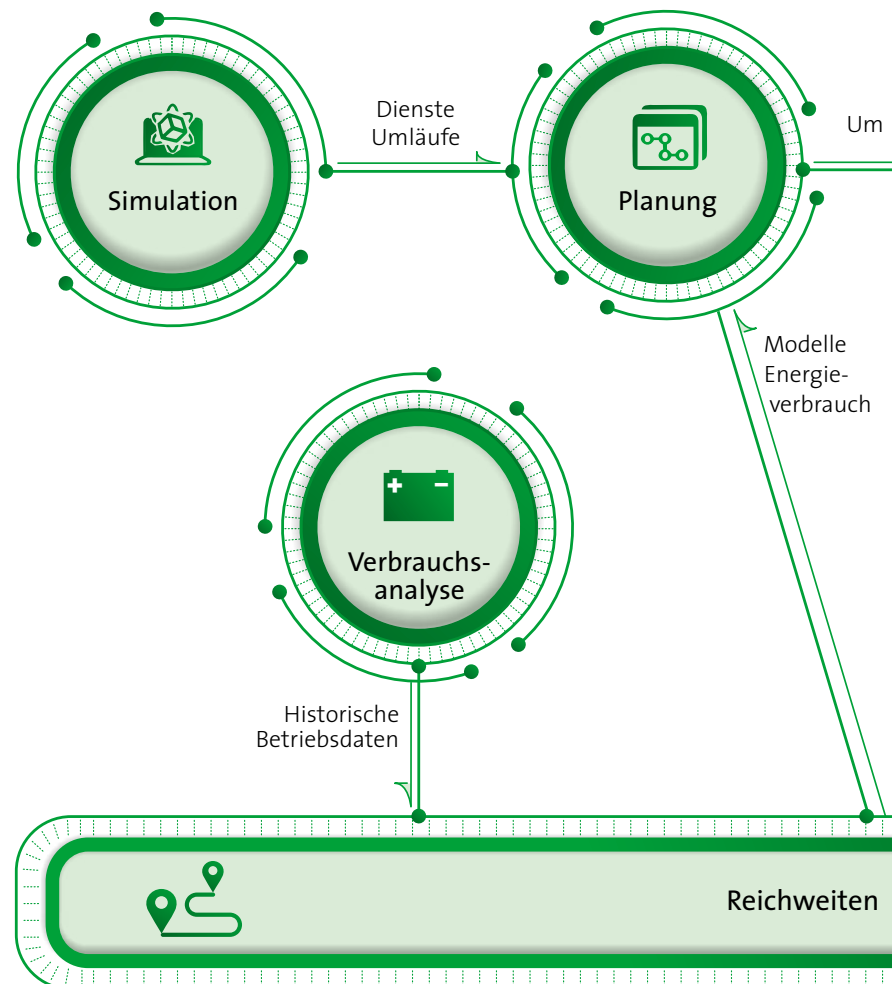 Dienste
Umläufe
Um
Simulation
Planung
Modelle
Energie-
verbrauch
Verbrauchs-
analyse
Historische
Betriebsdaten
Reichweiten